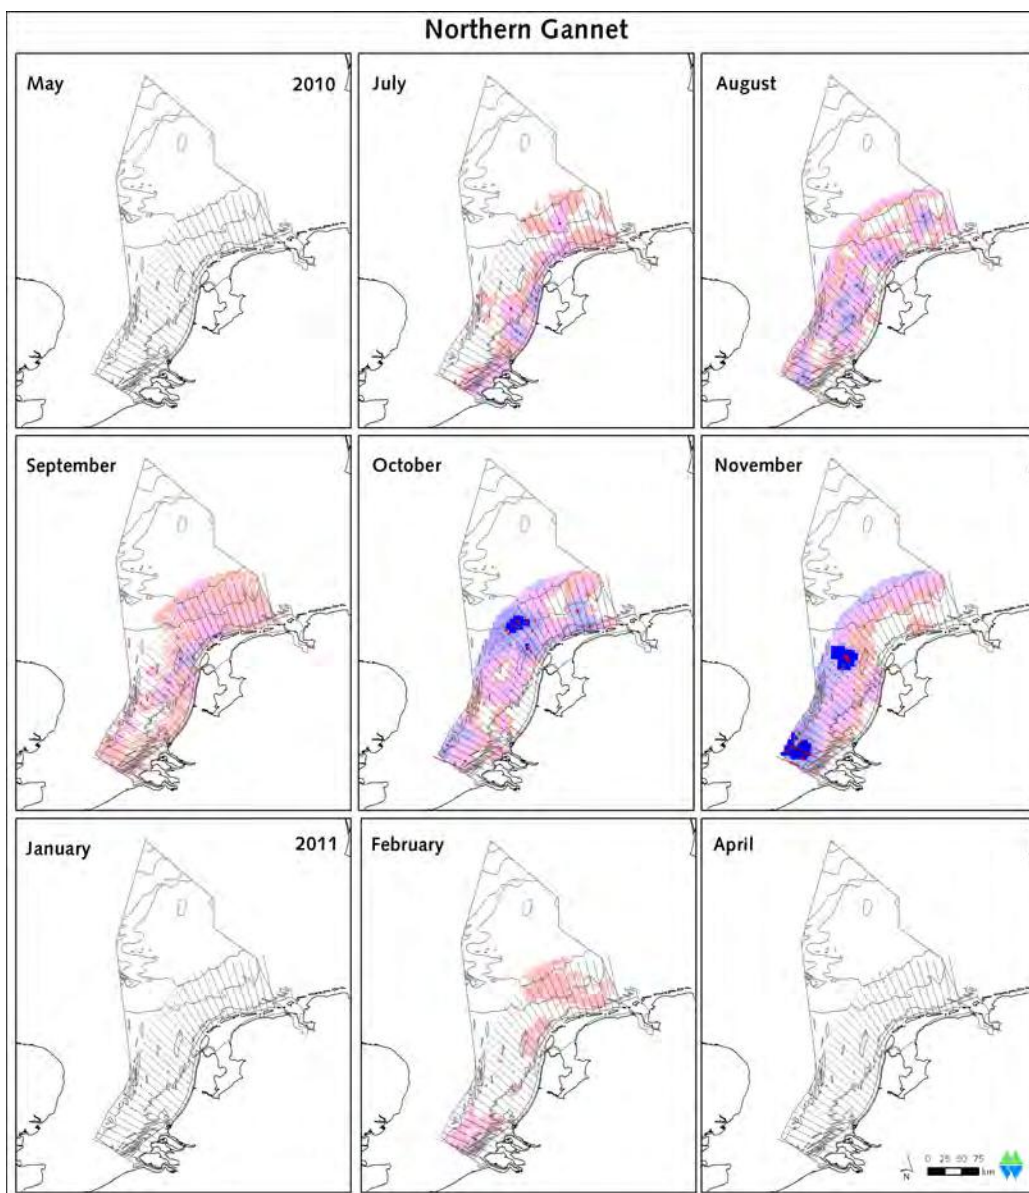 Northern Gannet
May 2010
July
August
September
October
November
January 2011
February
April
0 25 50 75
km
N